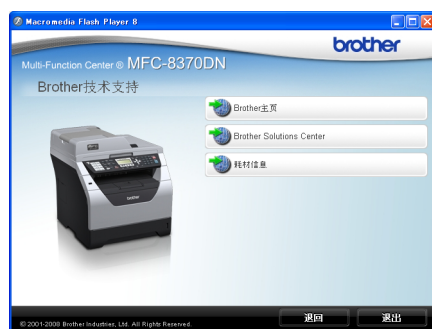 Macromedia Flash Player 8
brother
Multi-Function Center ® MFC-8370DN
Brother技术支持
Brother主页
Brother Solutions Center
耗材信息
退回
退出
© 2001-2008 Brother Industries, Ltd. All Rights Reserved.